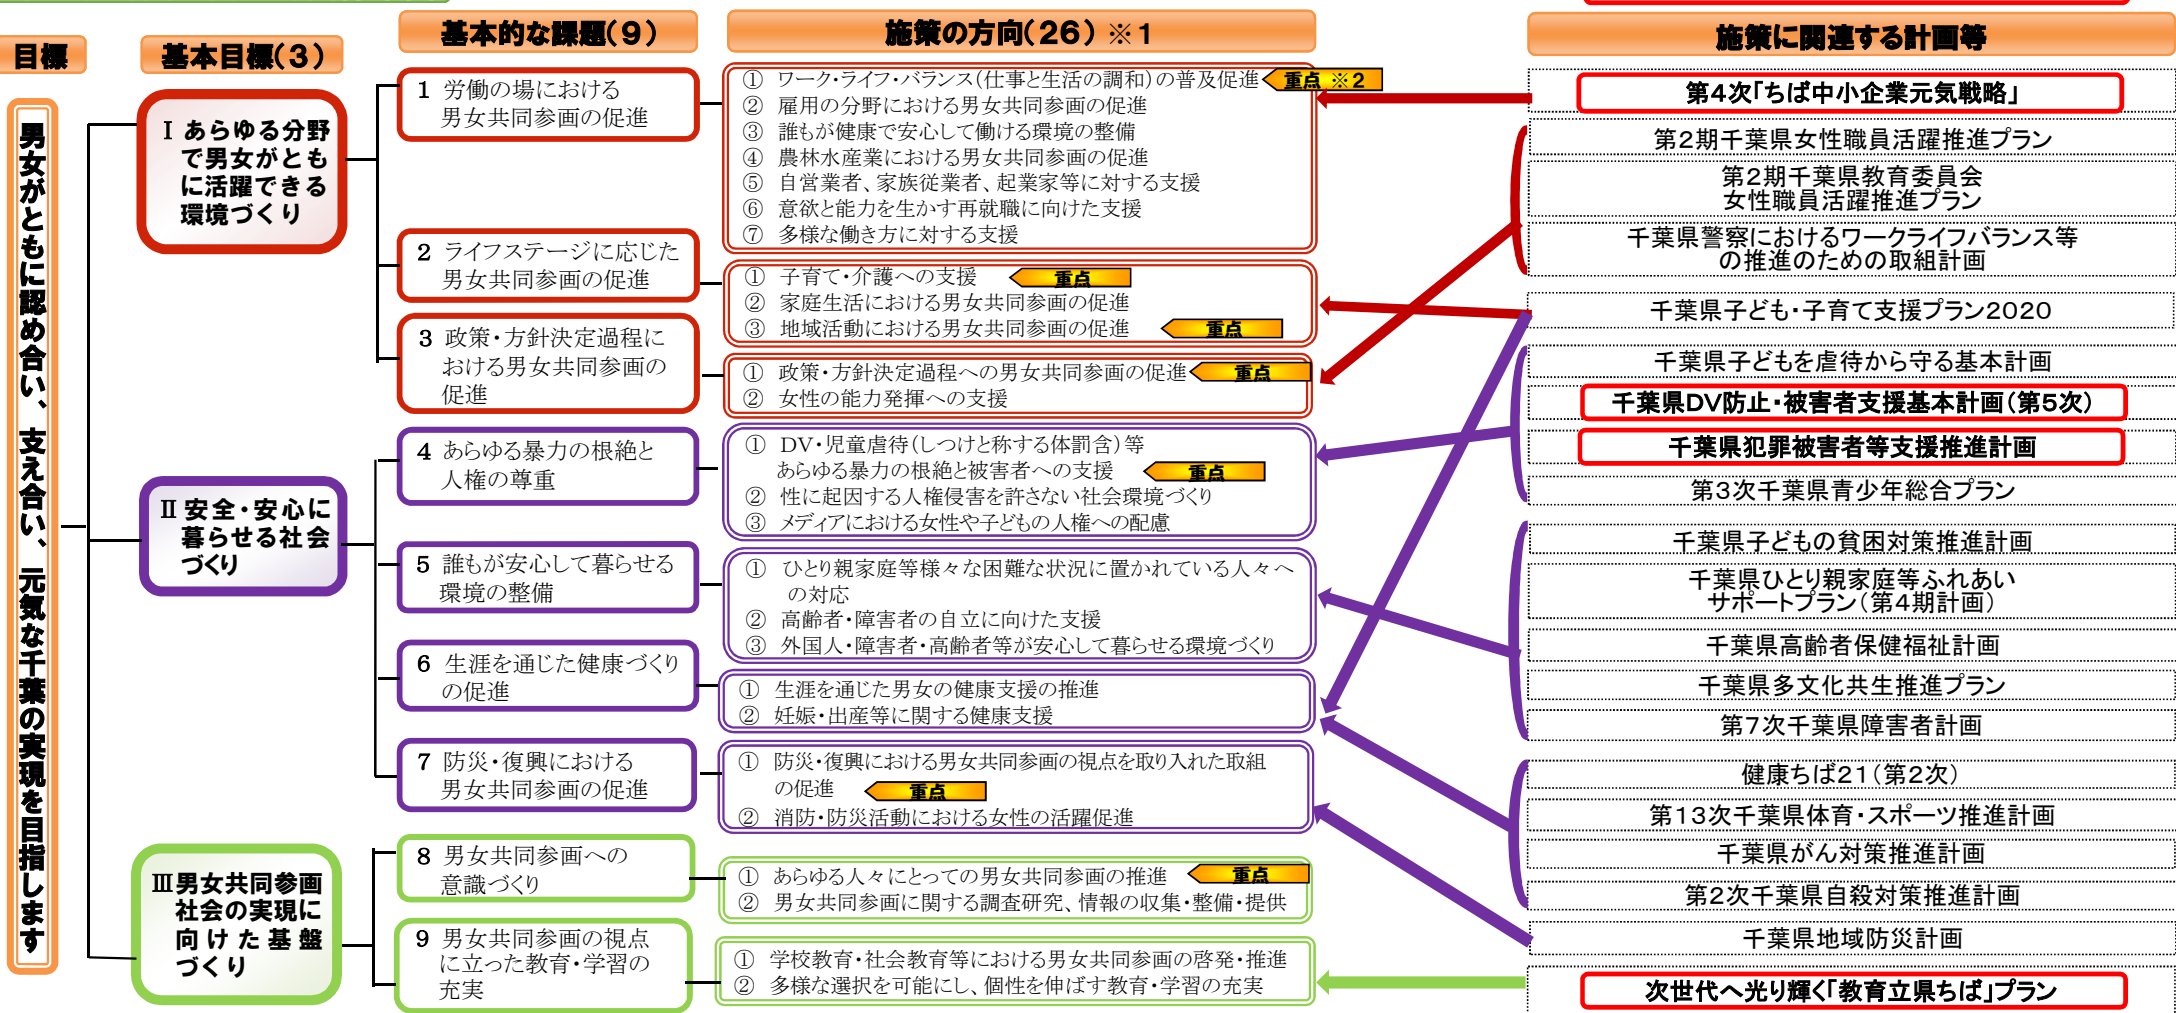 目標
基本目標(3)
基本的な課題(9)
施策の方向(26) ※1
施策に関連する計画等
男女がともに認め合い、支え合い、元気な千葉の実現を目指します
Ⅰ あらゆる分野
で男女がとも
に活躍できる
環境づくり
1 労働の場における
男女共同参画の促進
① ワーク・ライフ・バランス(仕事と生活の調和)の普及促進 重点 ※2
② 雇用の分野における男女共同参画の促進
③ 誰もが健康で安心して働ける環境の整備
④ 農林水産業における男女共同参画の促進
⑤ 自営業者、家族従業者、起業家等に対する支援
⑥ 意欲と能力を生かす再就職に向けた支援
⑦ 多様な働き方に対する支援
2 ライフステージに応じた
男女共同参画の促進
① 子育て・介護への支援 重点
② 家庭生活における男女共同参画の促進
③ 地域活動における男女共同参画の促進 重点
3 政策・方針決定過程に
おける男女共同参画の
促進
① 政策・方針決定過程への男女共同参画の促進 重点
② 女性の能力発揮への支援
Ⅱ 安全・安心に
暮らせる社会
づくり
4 あらゆる暴力の根絶と
人権の尊重
① DV・児童虐待(しつけと称する体罰含)等
あらゆる暴力の根絶と被害者への支援 重点
② 性に起因する人権侵害を許さない社会環境づくり
③ メディアにおける女性や子どもの人権への配慮
5 誰もが安心して暮らせる
環境の整備
① ひとり親家庭等様々な困難な状況に置かれている人々へ
の対応
② 高齢者・障害者の自立に向けた支援
③ 外国人・障害者・高齢者等が安心して暮らせる環境づくり
6 生涯を通じた健康づくり
の促進
① 生涯を通じた男女の健康支援の推進
② 妊娠・出産等に関する健康支援
7 防災・復興における
男女共同参画の促進
① 防災・復興における男女共同参画の視点を取り入れた取組
の促進 重点
② 消防・防災活動における女性の活躍促進
Ⅲ 男女共同参画
社会の実現に
向けた基盤
づくり
8 男女共同参画への
意識づくり
① あらゆる人々にとっての男女共同参画の推進 重点
② 男女共同参画に関する調査研究、情報の収集・整備・提供
9 男女共同参画の視点
に立った教育・学習の
充実
① 学校教育・社会教育等における男女共同参画の啓発・推進
② 多様な選択を可能にし、個性を伸ばす教育・学習の充実
第4次「ちば中小企業元気戦略」
第2期千葉県女性職員活躍推進プラン
第2期千葉県教育委員会
女性職員活躍推進プラン
千葉県警察におけるワークライフバランス等
の推進のための取組計画
千葉県子ども・子育て支援プラン2020
千葉県子どもを虐待から守る基本計画
千葉県DV防止・被害者支援基本計画(第5次)
千葉県犯罪被害者等支援推進計画
第3次千葉県青少年総合プラン
千葉県子どもの貧困対策推進計画
千葉県ひとり親家庭等ふれあい
サポートプラン(第4期計画)
千葉県高齢者保健福祉計画
千葉県多文化共生推進プラン
第7次千葉県障害者計画
健康ちば21(第2次)
第13次千葉県体育・スポーツ推進計画
千葉県がん対策推進計画
第2次千葉県自殺対策推進計画
千葉県地域防災計画
次世代へ光り輝く「教育立県ちば」プラン